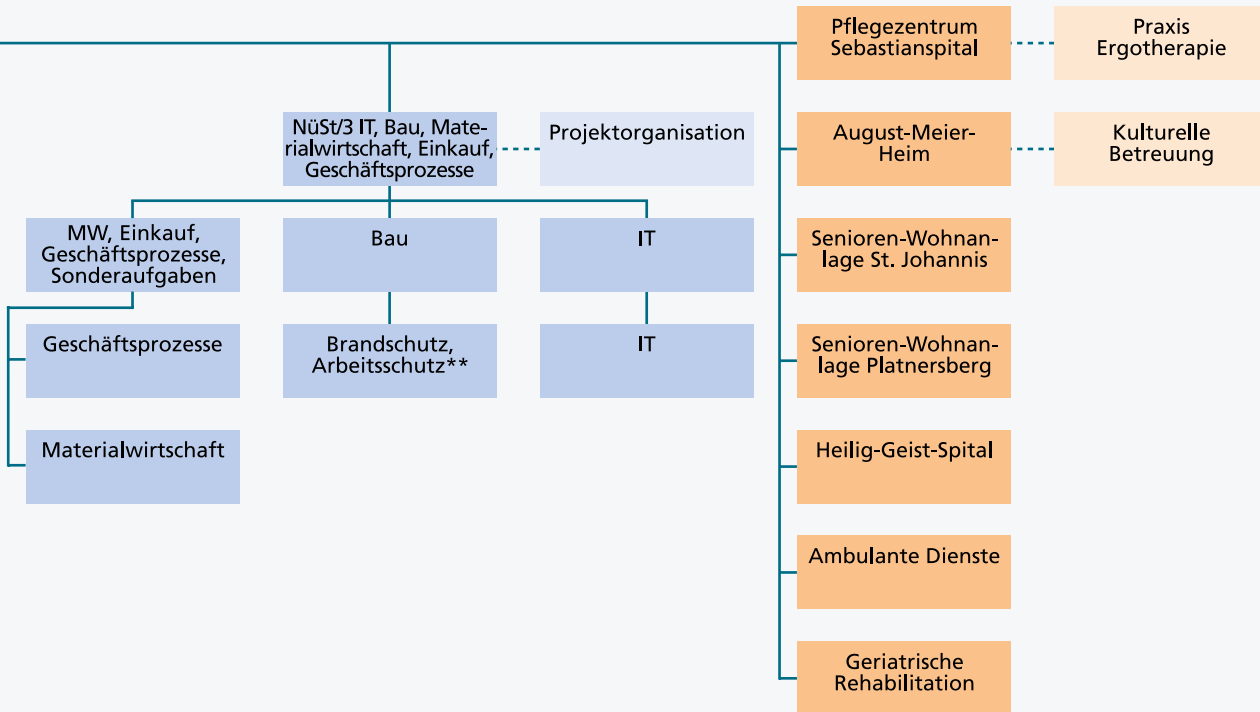 Pflegezentrum
Sebastianspital
Praxis
Ergotherapie
NüSt/3 IT, Bau, Mate-
rialwirtschaft, Einkauf,
Geschäftsprozesse
Projektorganisation
August-Meier-
Heim
Kulturelle
Betreuung
MW, Einkauf,
Geschäftsprozesse,
Sonderaufgaben
Bau
IT
Senioren-Wohnan-
lage St. Johannis
Geschäftsprozesse
Brandschutz,
Arbeitsschutz**
IT
Senioren-Wohnan-
lage Platnersberg
Materialwirtschaft
Heilig-Geist-Spital
Ambulante Dienste
Geriatrische
Rehabilitation